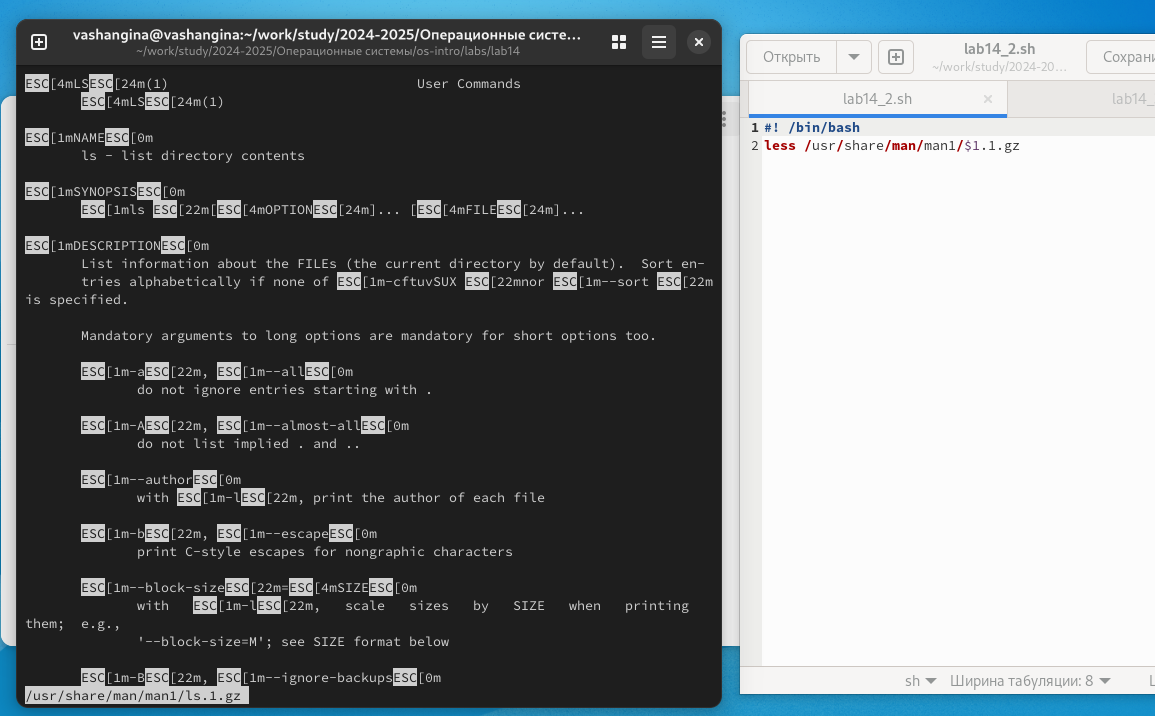 vashangina@vashangina:~/work/study/2024-2025/Операционные систе...
~/work/study/2024-2025/Операционные системы/os-intro/labs/lab14
ESC[4mLSESC[24m(1)                               User Commands
       ESC[4mLSESC[24m(1)
ESC[1mNAMEESC[0m
       ls - list directory contents
ESC[1mSYNOPSISESC[0m
       ESC[1mls ESC[22m[ESC[4mOPTIONESC[24m]... [ESC[4mFILEESC[24m]...
ESC[1mDESCRIPTIONESC[0m
       List information about the FILEs (the current directory by default).  Sort en-
       tries alphabetically if none of ESC[1m-cftuvSUX ESC[22mnor ESC[1m--sort ESC[22m
is specified.
       Mandatory arguments to long options are mandatory for short options too.
       ESC[1m-aESC[22m, ESC[1m--allESC[0m
              do not ignore entries starting with .
       ESC[1m-AESC[22m, ESC[1m--almost-allESC[0m
              do not list implied . and ..
       ESC[1m--authorESC[0m
              with ESC[1m-lESC[22m, print the author of each file
       ESC[1m-bESC[22m, ESC[1m--escapeESC[0m
              print C-style escapes for nongraphic characters
       ESC[1m--block-sizeESC[22m=ESC[4mSIZEESC[0m
              with   ESC[1m-lESC[22m,   scale   sizes   by   SIZE   when   printing
them;  e.g.,
              '--block-size=M'; see SIZE format below
       ESC[1m-BESC[22m, ESC[1m--ignore-backupsESC[0m
/usr/share/man/man1/ls.1.gz
Открыть
lab14_2.sh
~/work/study/2024-20...
Сохрани
lab14_2.sh
lab14_
1 #! /bin/bash
2 less /usr/share/man/man1/$1.1.gz
sh
Ширина табуляции: 8